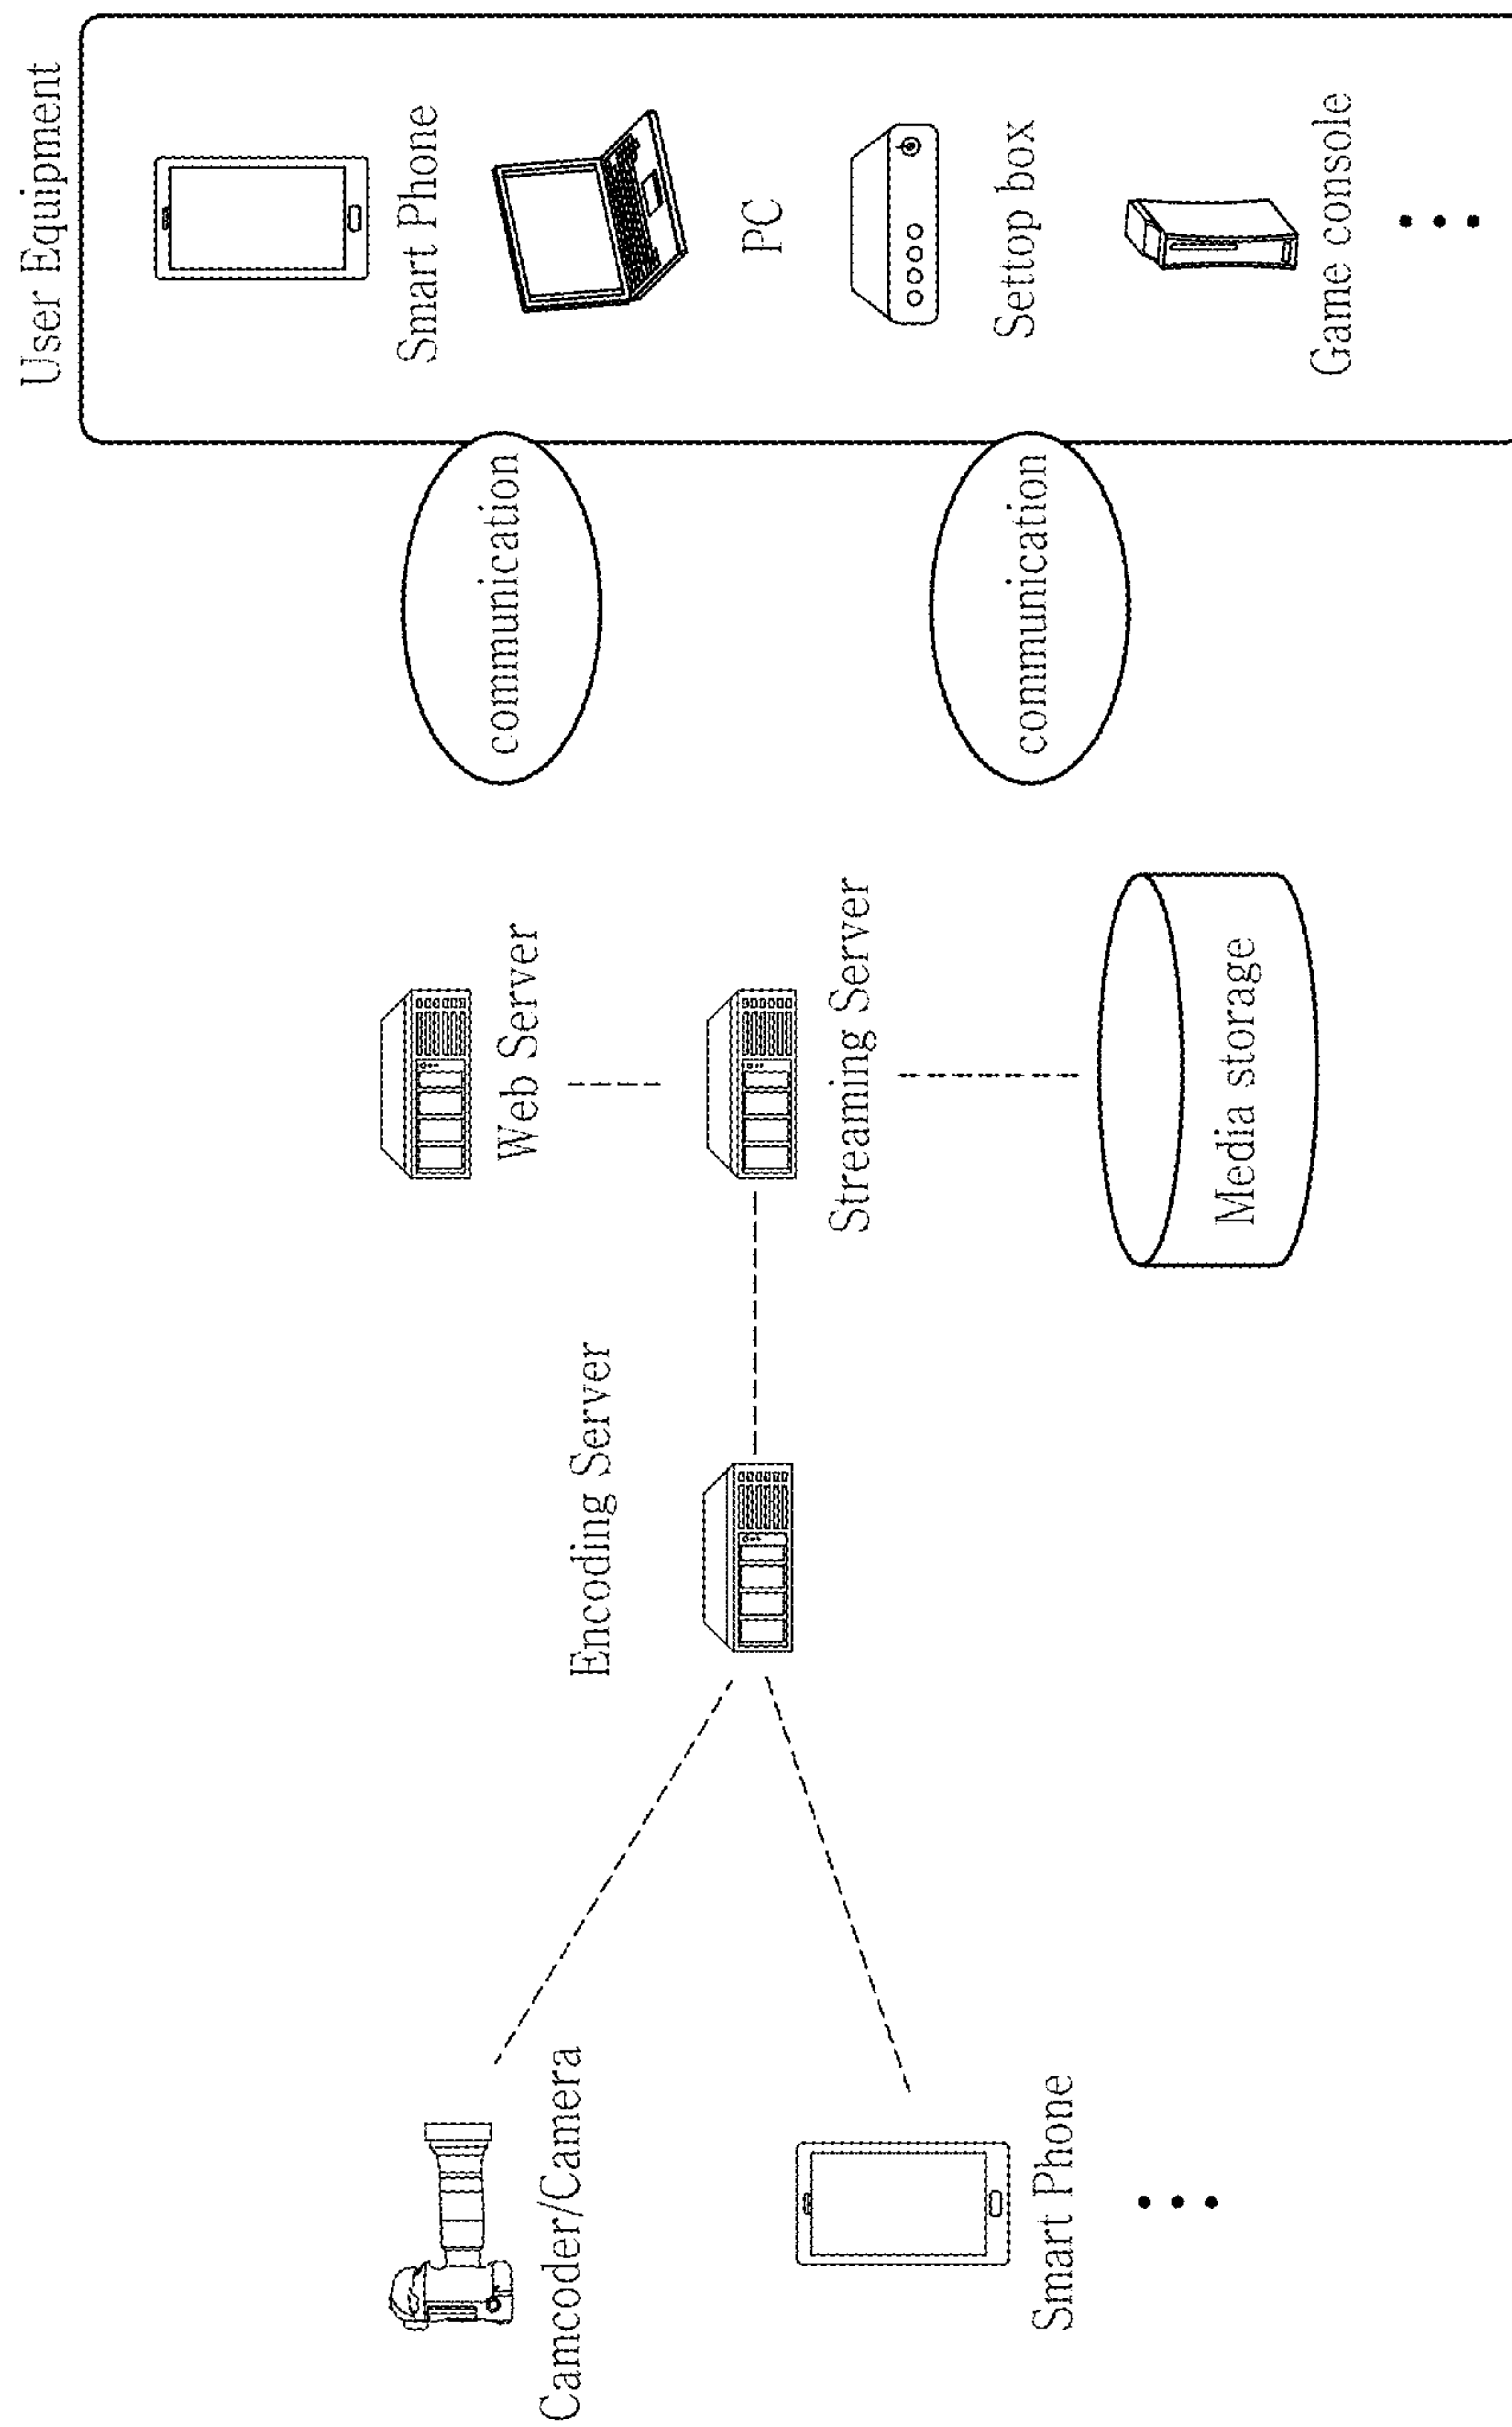 Camcoder/Camera
Smart Phone
Encoding Server
Web Server
Streaming Server
Media storage
communication
communication
User Equipment
Smart Phone
PC
Settop box
Game console